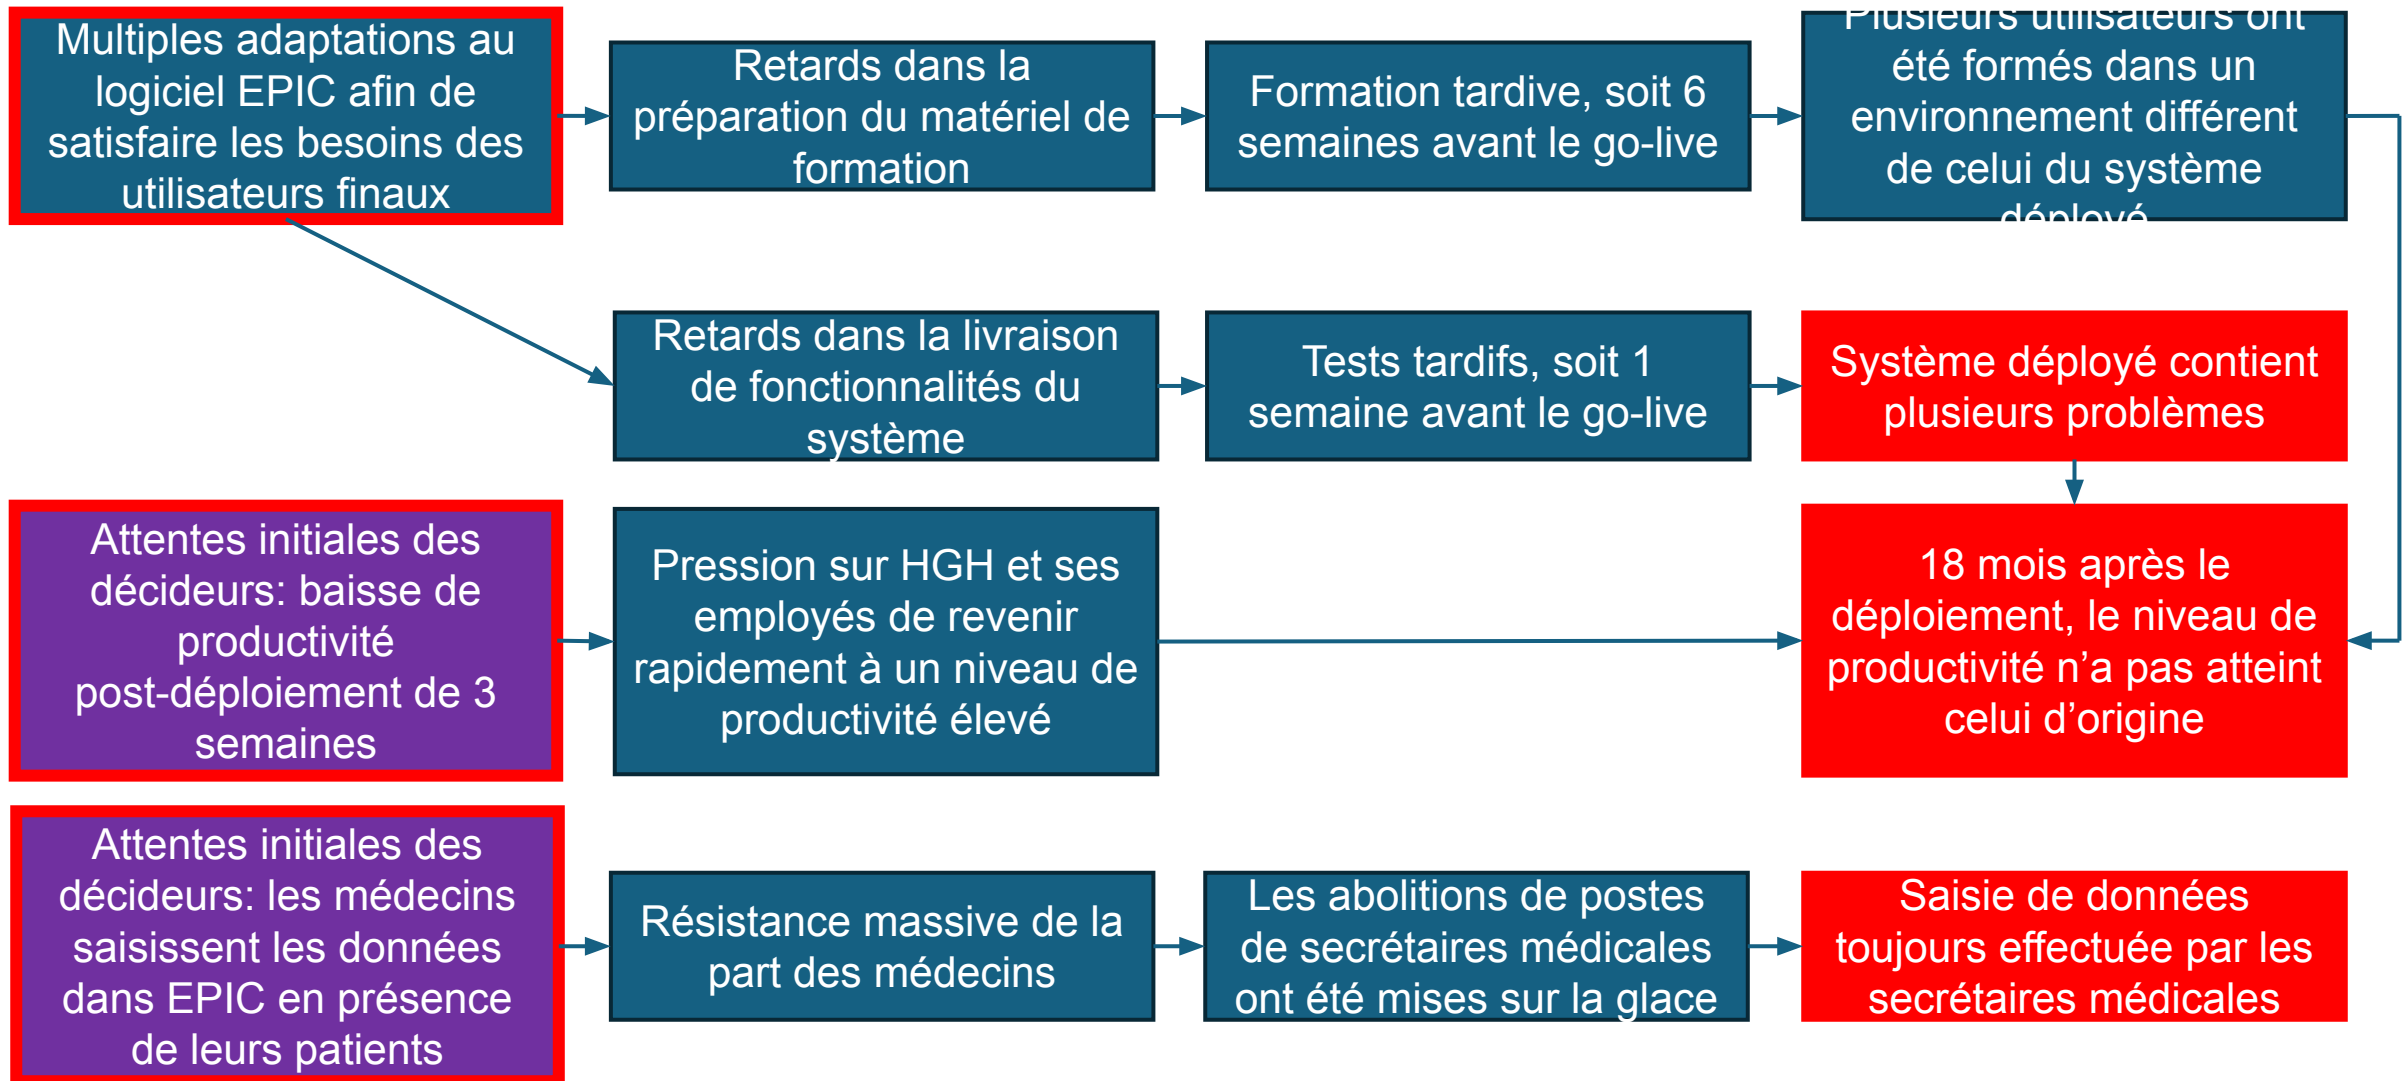 Multiples adaptations au
logiciel EPIC afin de
satisfaire les besoins des
utilisateurs finaux
Retards dans la
préparation du matériel de
formation
Formation tardive, soit 6
semaines avant le go-live
Plusieurs utilisateurs ont
été formés dans un
environnement différent
de celui du système
déployé
Retards dans la livraison
de fonctionnalités du
système
Tests tardifs, soit 1
semaine avant le go-live
Système déployé contient
plusieurs problèmes
Attentes initiales des
décideurs: baisse de
productivité
post-déploiement de 3
semaines
Pression sur HGH et ses
employés de revenir
rapidement à un niveau de
productivité élevé
18 mois après le
déploiement, le niveau de
productivité n’a pas atteint
celui d’origine
Attentes initiales des
décideurs: les médecins
saisissent les données
dans EPIC en présence
de leurs patients
Résistance massive de la
part des médecins
Les abolitions de postes
de secrétaires médicales
ont été mises sur la glace
Saisie de données
toujours effectuée par les
secrétaires médicales